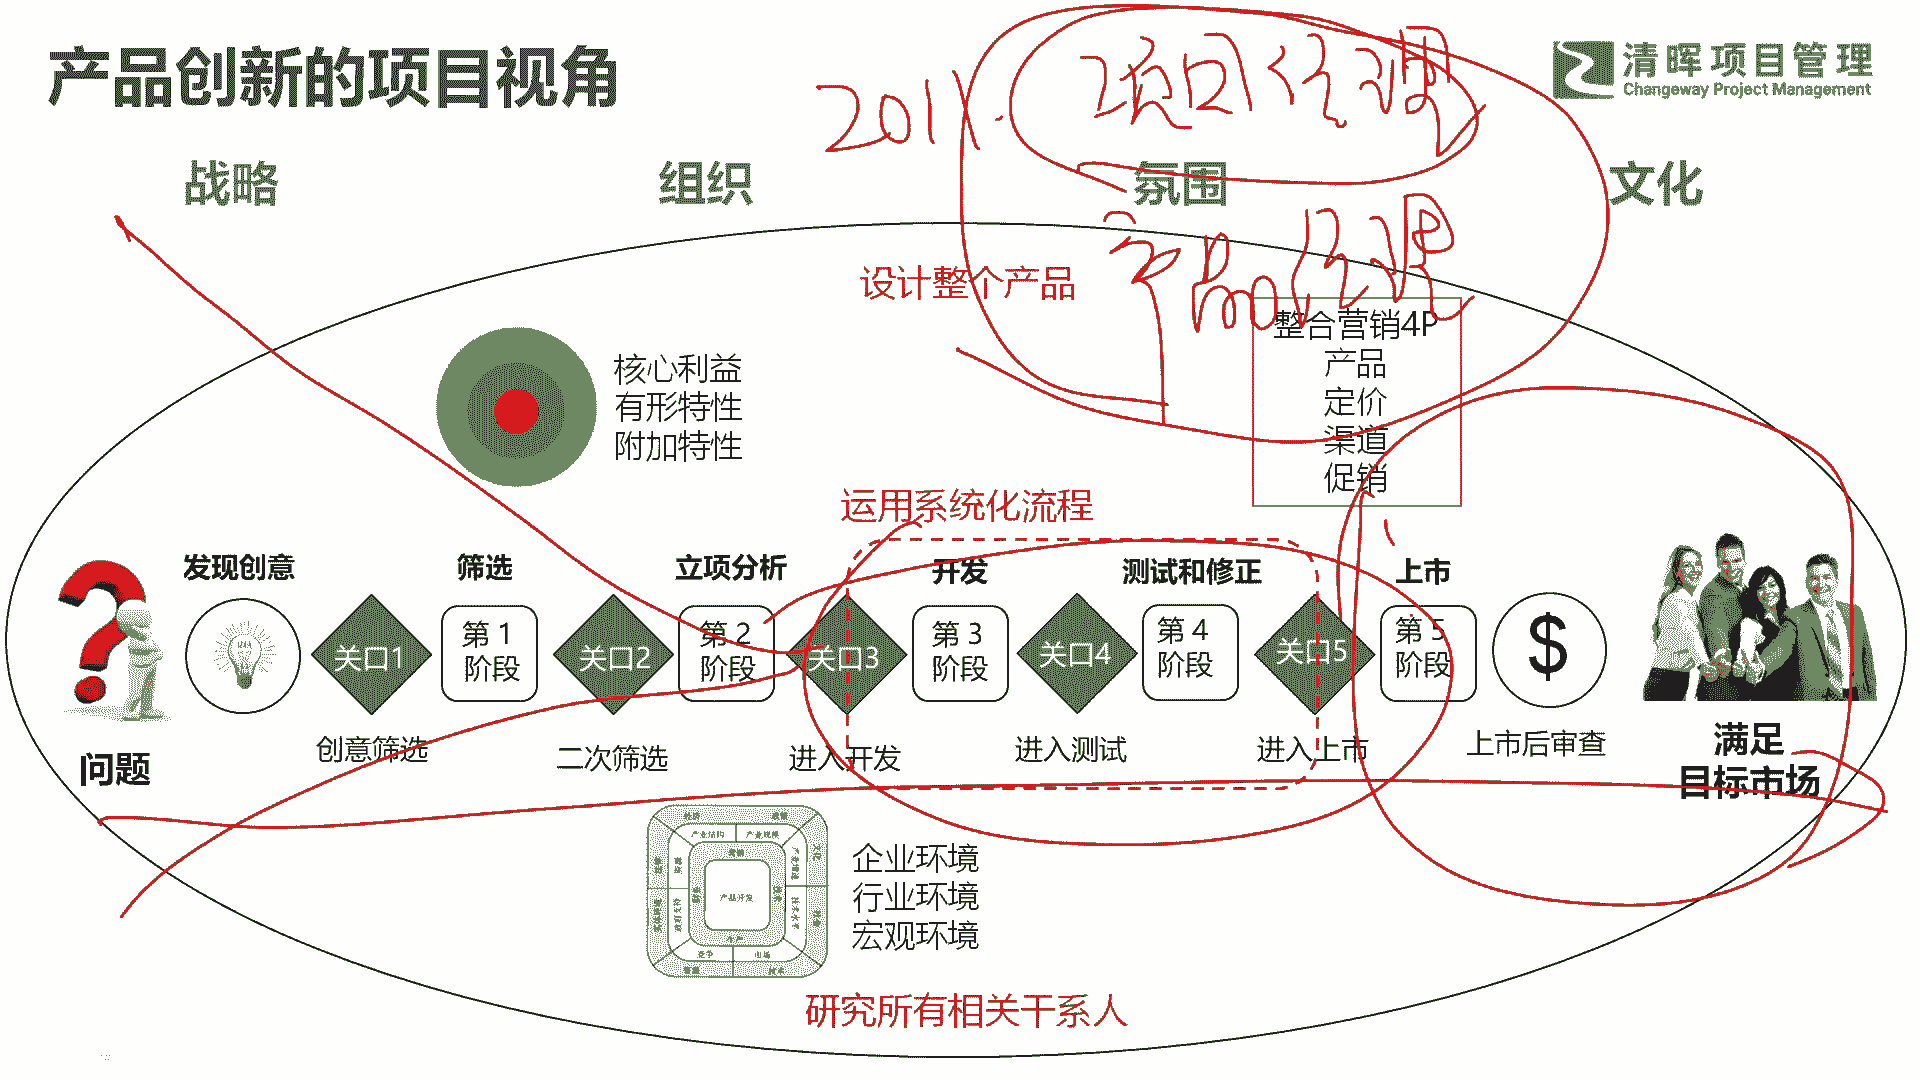 产品创新的项目视角
清晖项目管理
Changeway Project Management
201
项目经理
战略
组织
氛围
文化
产品经理
设计整个产品
核心利益
有形特性
附加特性
整合营销4P
产品
定价
渠道
促销
运用系统化流程
发现创意
筛选
立项分析
开发
测试和修正
上市
关口1
第 1
阶段
关口2
第 2
阶段
关口3
第 3
阶段
关口4
第 4
阶段
关口5
第 5
阶段
$
问题
创意筛选
二次筛选
进入开发
进入测试
进入上市
上市后审查
满足
目标市场
产品开发
企业环境
行业环境
宏观环境
研究所有相关干系人